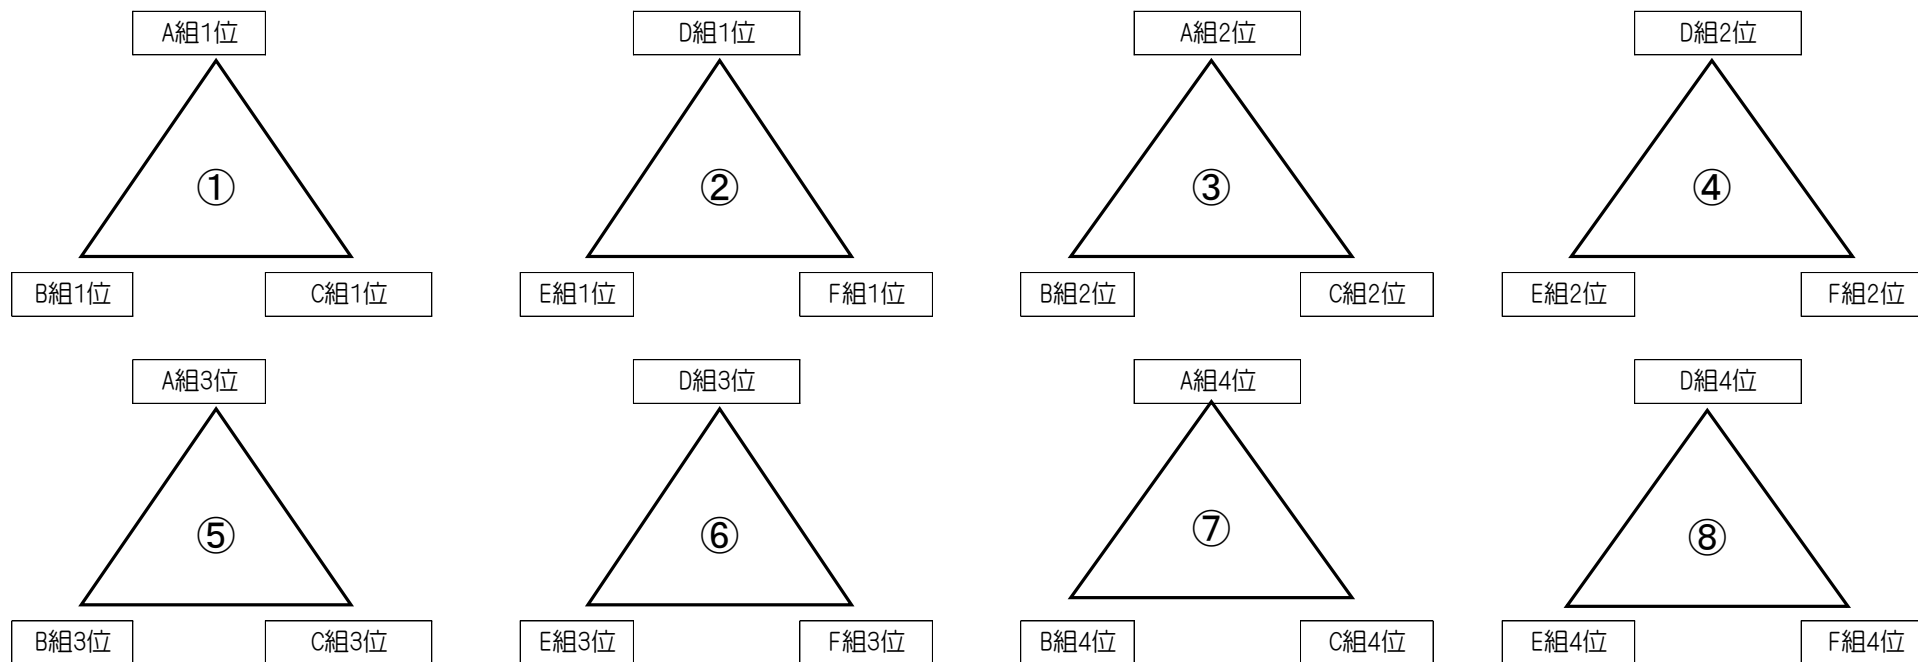 A組1位 D組1位 A組2位 D組2位
① ② ③ ④
B組1位 C組1位 E組1位 F組1位 B組2位 C組2位 E組2位 F組2位
A組3位 D組3位 A組4位 D組4位
⑤ ⑥ ⑦ ⑧
B組3位 C組3位 E組3位 F組3位 B組4位 C組4位 E組4位 F組4位